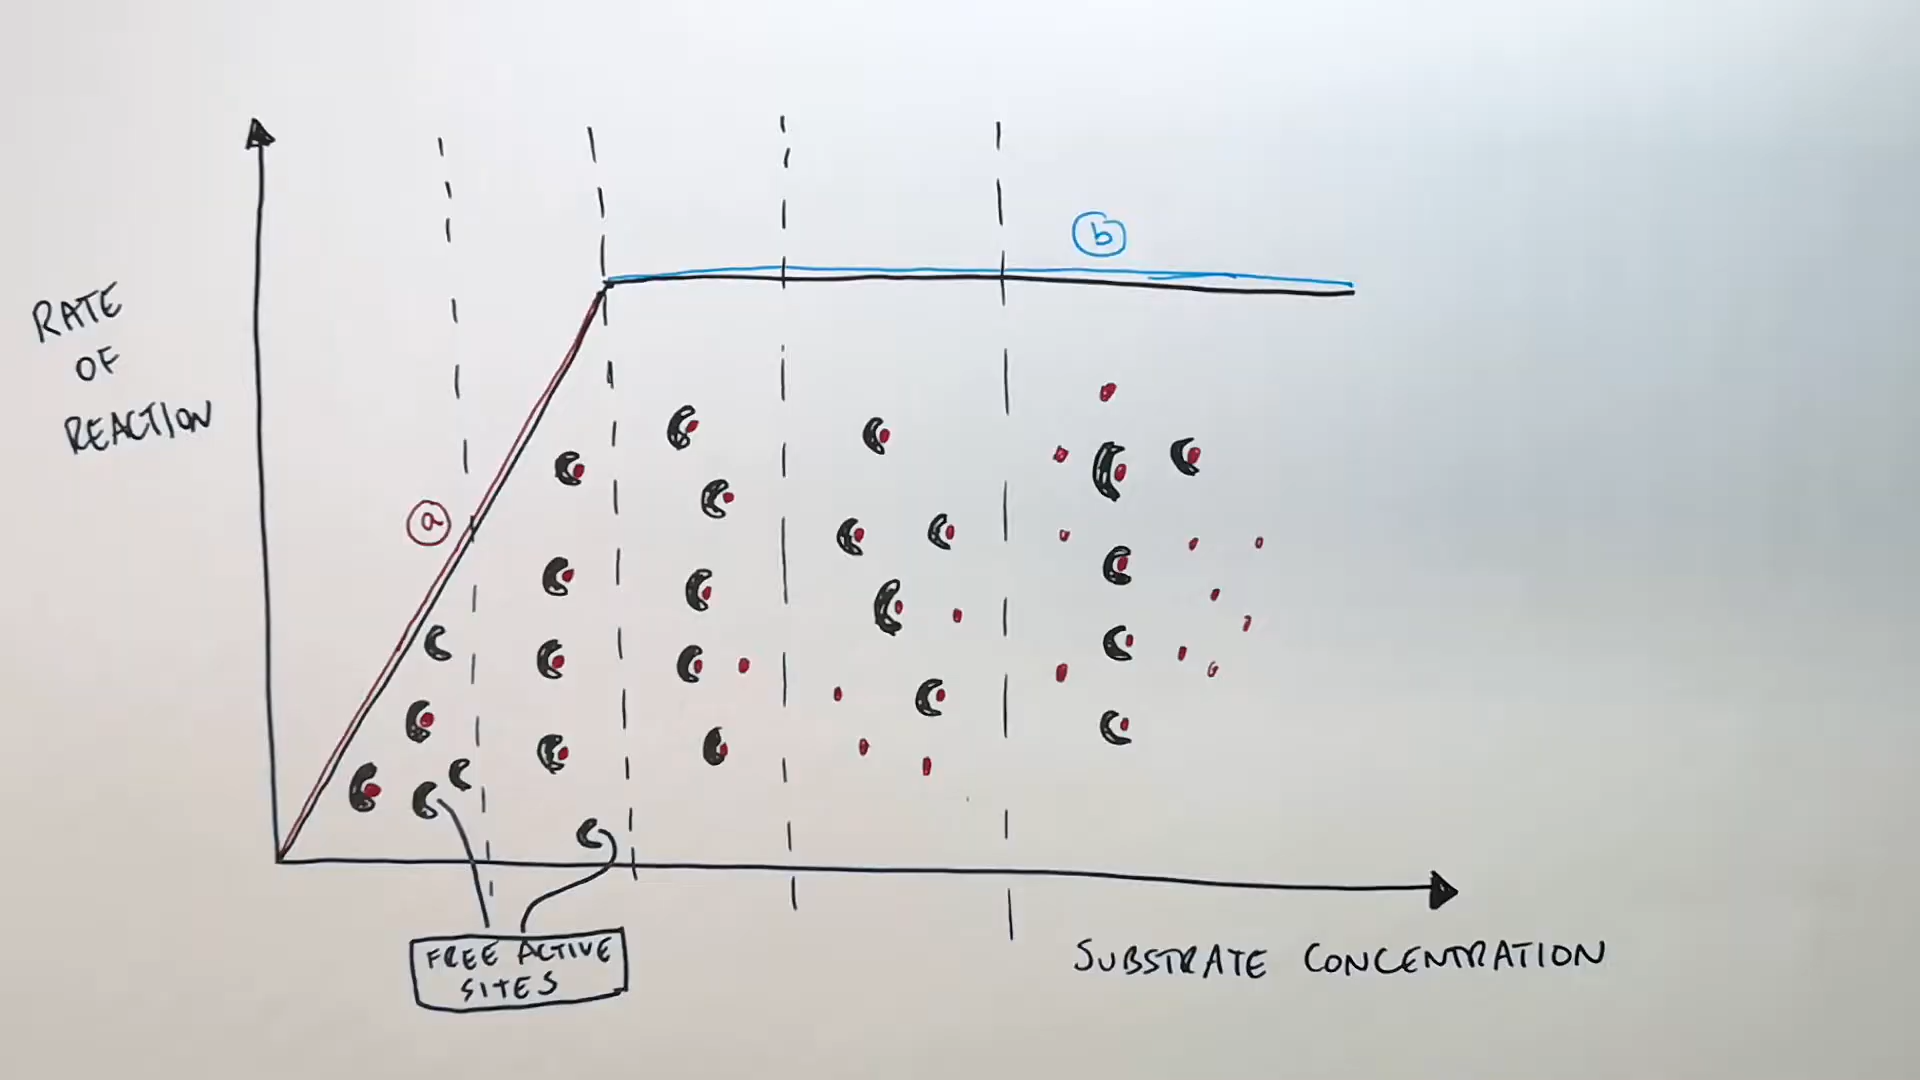 RATE
OF
REACTION
a
b
FREE ACTIVE
SITES
SUBSTRATE CONCENTRATION